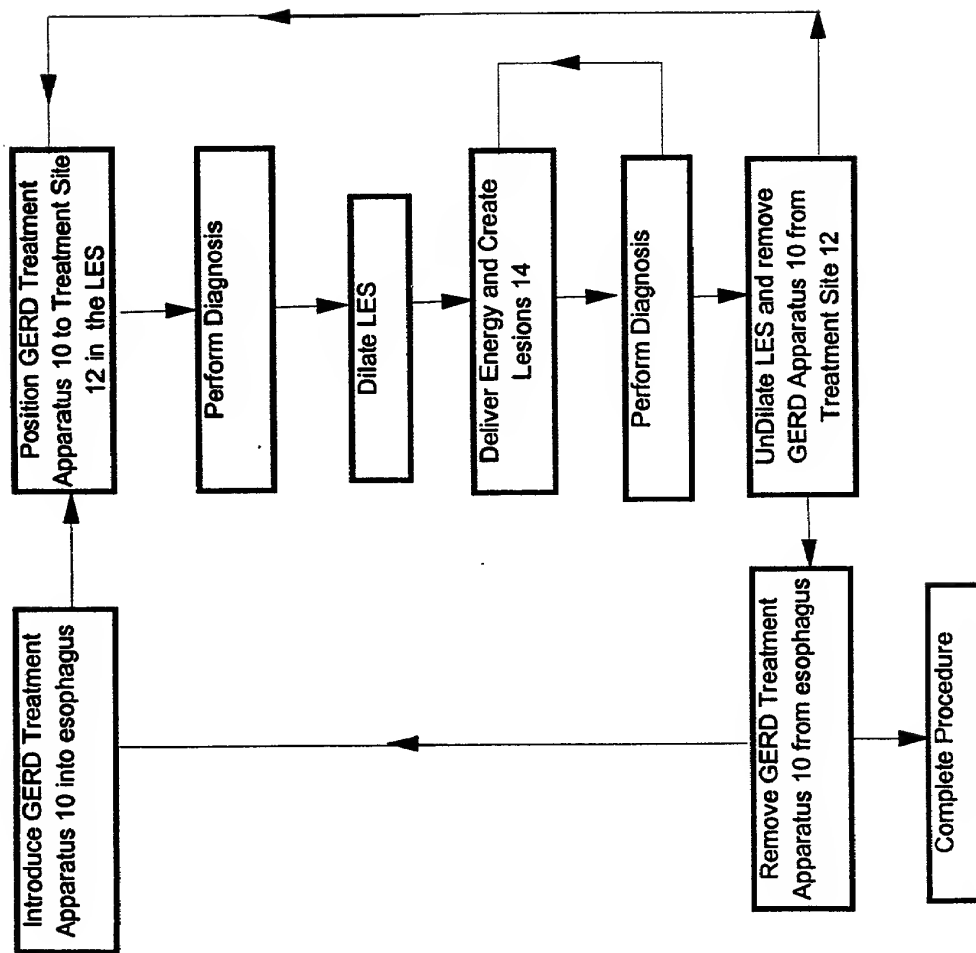 Introduce GERD Treatment
Apparatus 10 into esophagus
Position GERD Treatment
Apparatus 10 to Treatment Site
12 in the LES
Perform Diagnosis
Dilate LES
Deliver Energy and Create
Lesions 14
Perform Diagnosis
UnDilate LES and remove
GERD Apparatus 10 from
Treatment Site 12
Remove GERD Treatment
Apparatus 10 from esophagus
Complete Procedure